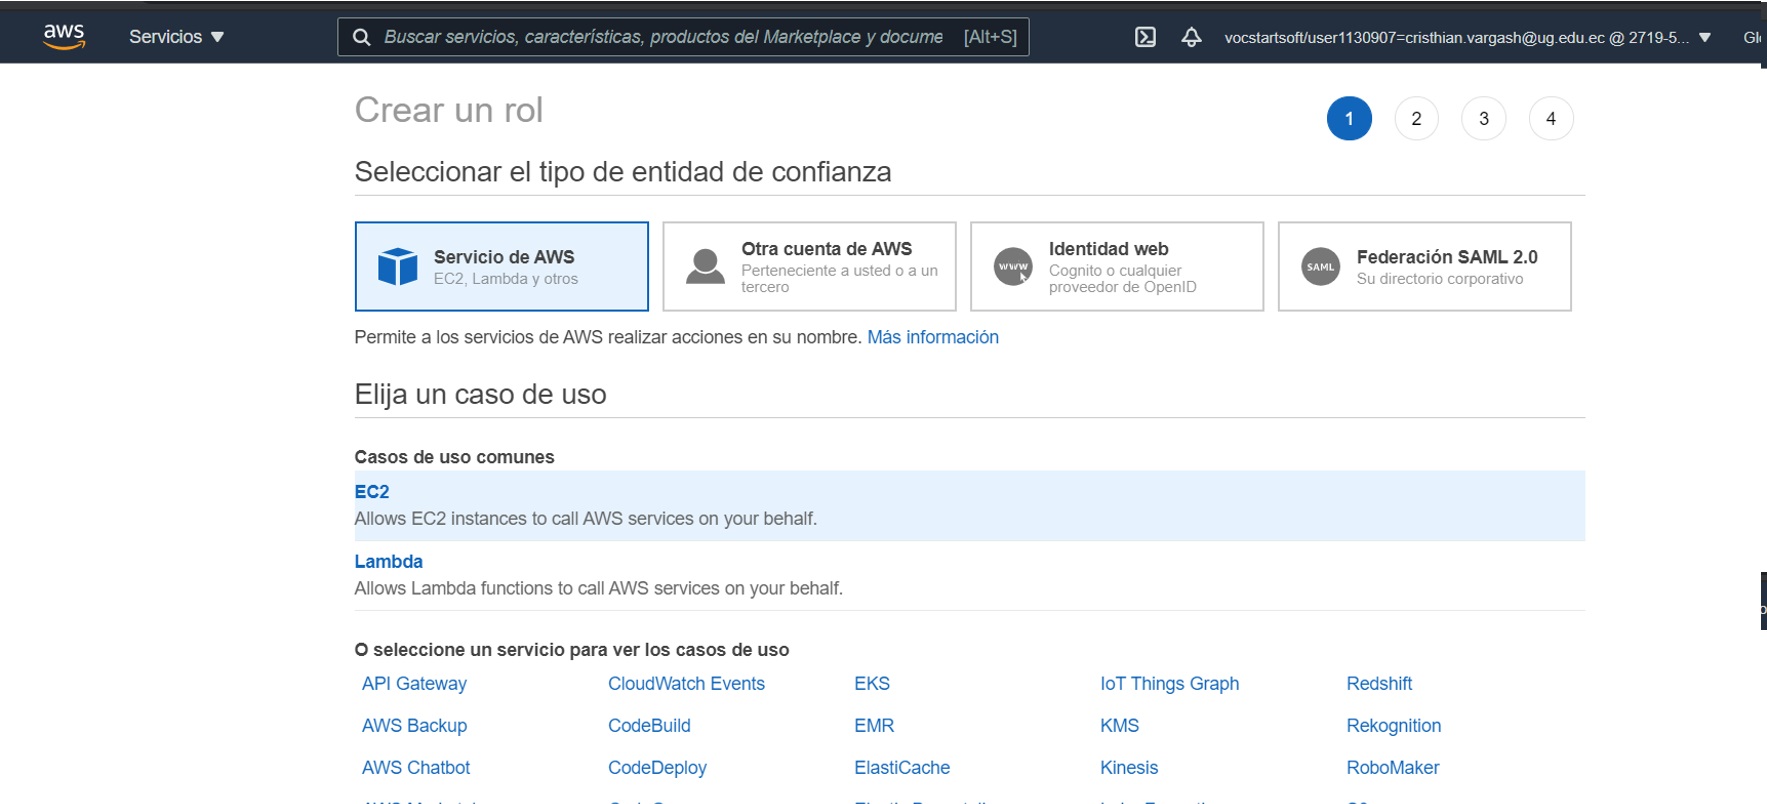 aws Servicios Buscar servicios, características, productos del Marketplace y docume [Alt+S] vocstartsoft/user1130907=cristhian.vargash@ug.edu.ec @ 2719-5...
Crear un rol 1 2 3 4
Seleccionar el tipo de entidad de confianza
Servicio de AWS
EC2, Lambda y otros
Otra cuenta de AWS
Perteneciente a usted o a un
tercero
www
Identidad web
Cognito o cualquier
proveedor de OpenID
SAML
Federación SAML 2.0
Su directorio corporativo
Permite a los servicios de AWS realizar acciones en su nombre. Más información
Elija un caso de uso
Casos de uso comunes
EC2
Allows EC2 instances to call AWS services on your behalf.
Lambda
Allows Lambda functions to call AWS services on your behalf.
O seleccione un servicio para ver los casos de uso
API Gateway CloudWatch Events EKS IoT Things Graph Redshift
AWS Backup CodeBuild EMR KMS Rekognition
AWS Chatbot CodeDeploy ElastiCache Kinesis RoboMaker